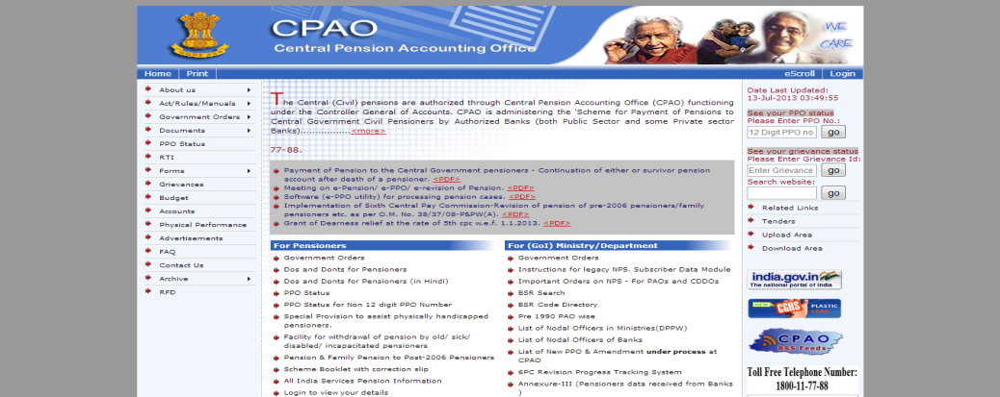 CPAO
Central Pension Accounting Office
WE
CARE
Home
Print
eScroll
Login
About us
Act/Rules/Manuals
Government Orders
Documents
PPO Status
RTI
Forms
Grievances
Budget
Accounts
Physical Performance
Advertisements
FAQ
Contact Us
Archive
RFD
The Central (Civil) pensions are authorized through Central Pension Accounting Office (CPAO) functioning
under the Controller General of Accounts. CPAO is administering the 'Scheme for Payment of Pensions to
Central Government Civil Pensioners by Authorized Banks (both Public Sector and some Private sector
Banks)...................<more>
77-88.
Payment of Pension to the Central Government pensioners - Continuation of either or survivor pension
account after death of a pensioner. <PDF>
Meeting on e-Pension/ e-PPO/ e-revision of Pension. <PDF>
Software (e-PPO utility) for processing pension cases. <PDF>
Implementation of Sixth Central Pay Commission-Revision of pension of pre-2006 pensioners/family
pensioners etc. as per O.M. No. 38/37/08-P&PW(A). <PDF>
Grant of Dearness relief at the rate of 5th cpc w.e.f. 1.1.2013. <PDF>
For Pensioners
Government Orders
Dos and Donts for Pensioners
Dos and Donts for Pensioners (in Hindi)
PPO Status
PPO Status for Non 12 digit PPO Number
Special Provision to assist physically handicapped
pensioners.
Facility for withdrawal of pension by old/ sick/
disabled/ incapacitated pensioners
Pension & Family Pension to Post-2006 Pensioners
Scheme Booklet with correction slip
All India Services Pension Information
Login to view your details
For (GoI) Ministry/Department
Government Orders
Instructions for legacy NPS. Subscriber Data Module
Important Orders on NPS - For PAOs and CDDOs
BSR Search
BSR Code Directory
Pre 1990 PAO wise
List of Nodal Officers in Ministries(DPPW)
List of Nodal Officers of Banks
List of New PPO & Amendment under process at
CPAO
6PC Revision Progress Tracking System
Annexure-III (Pensioners data received from Banks
)
Date Last Updated:
13-Jul-2013 03:49:55
See your PPO status
Please Enter PPO No.:
12 Digit PPO no.
go
See your grievance status
Please Enter Grievance Id:
Enter Grievance
go
Search website:
go
Related Links
Tenders
Upload Area
Download Area
india.gov.in
The national portal of India
NEW
CGHS
PLASTIC
CARD
CPAO
RSS Feeds
Toll Free Telephone Number:
1800-11-77-88